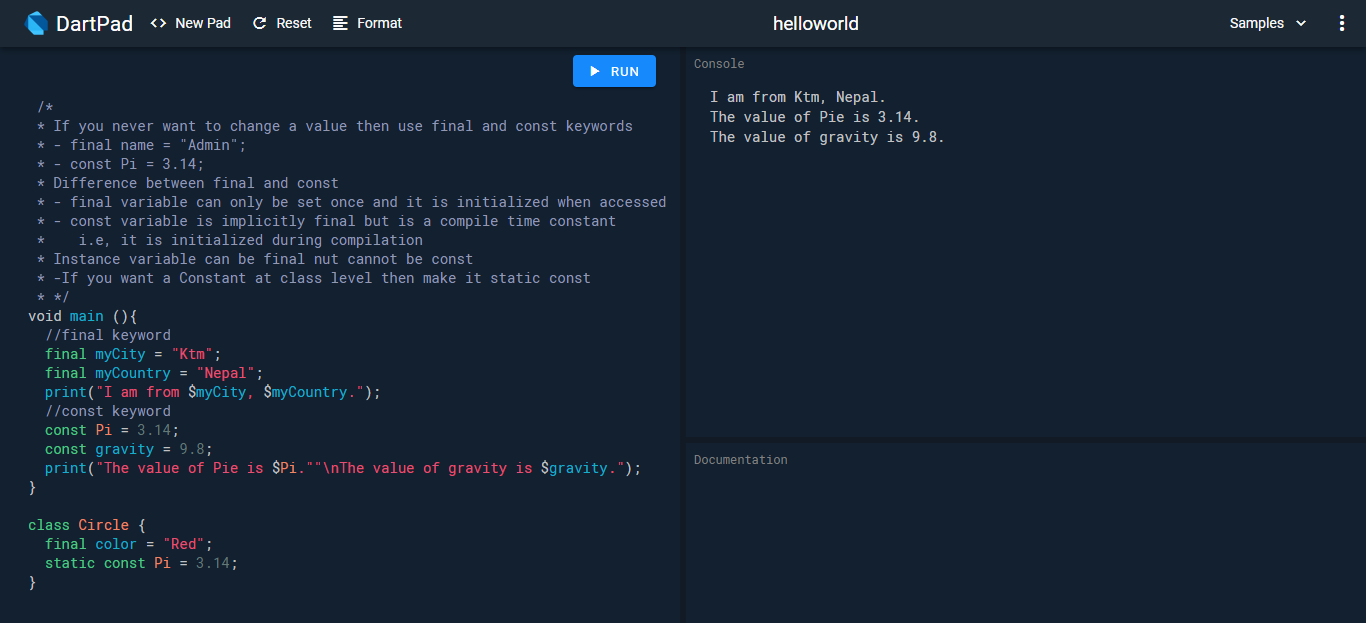 DartPad <> New Pad Reset Format helloworld Samples
RUN
/*
* If you never want to change a value then use final and const keywords
* - final name = "Admin";
* - const Pi = 3.14;
* Difference between final and const
* - final variable can only be set once and it is initialized when accessed
* - const variable is implicitly final but is a compile time constant
*    i.e, it is initialized during compilation
* Instance variable can be final nut cannot be const
* -If you want a Constant at class level then make it static const
* */
void main (){
  //final keyword
  final myCity = "Ktm";
  final myCountry = "Nepal";
  print("I am from $myCity, $myCountry.");
  //const keyword
  const Pi = 3.14;
  const gravity = 9.8;
  print("The value of Pie is $Pi.""\nThe value of gravity is $gravity.");
}
class Circle {
  final color = "Red";
  static const Pi = 3.14;
}
Console
I am from Ktm, Nepal.
The value of Pie is 3.14.
The value of gravity is 9.8.
Documentation